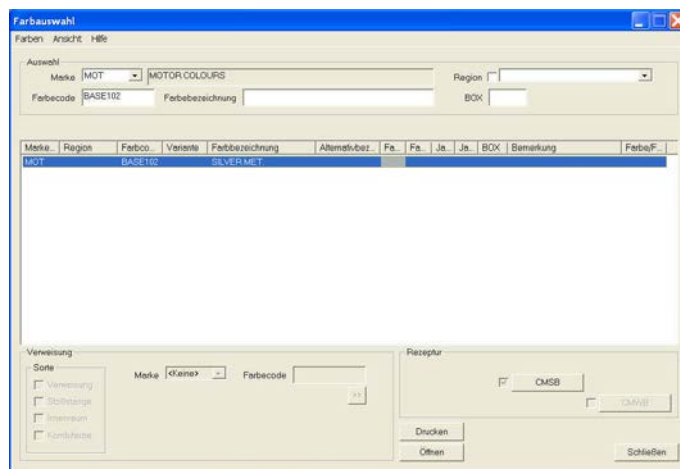 Farbauswahl
Farben Ansicht Hilfe
Auswahl
Marke MOT MOTOR COLOURS Region
Farbecode BASE102 Farbebezeichnung BOX
Marke... Region Farbco... Variante Farbbezeichnung Alternativbez... Fa... Fa... Ja... Ja... BOX Bemerkung Farbe/F...
MOT BASE102 SILVER MET
Verweisung Rezeptur
Sorte
Marke <Keine> Farbecode
Verweisung CMSB
Stoßstange >> CMWB
Innenraum
Kombifarbe
Drucken
Öffnen Schließen